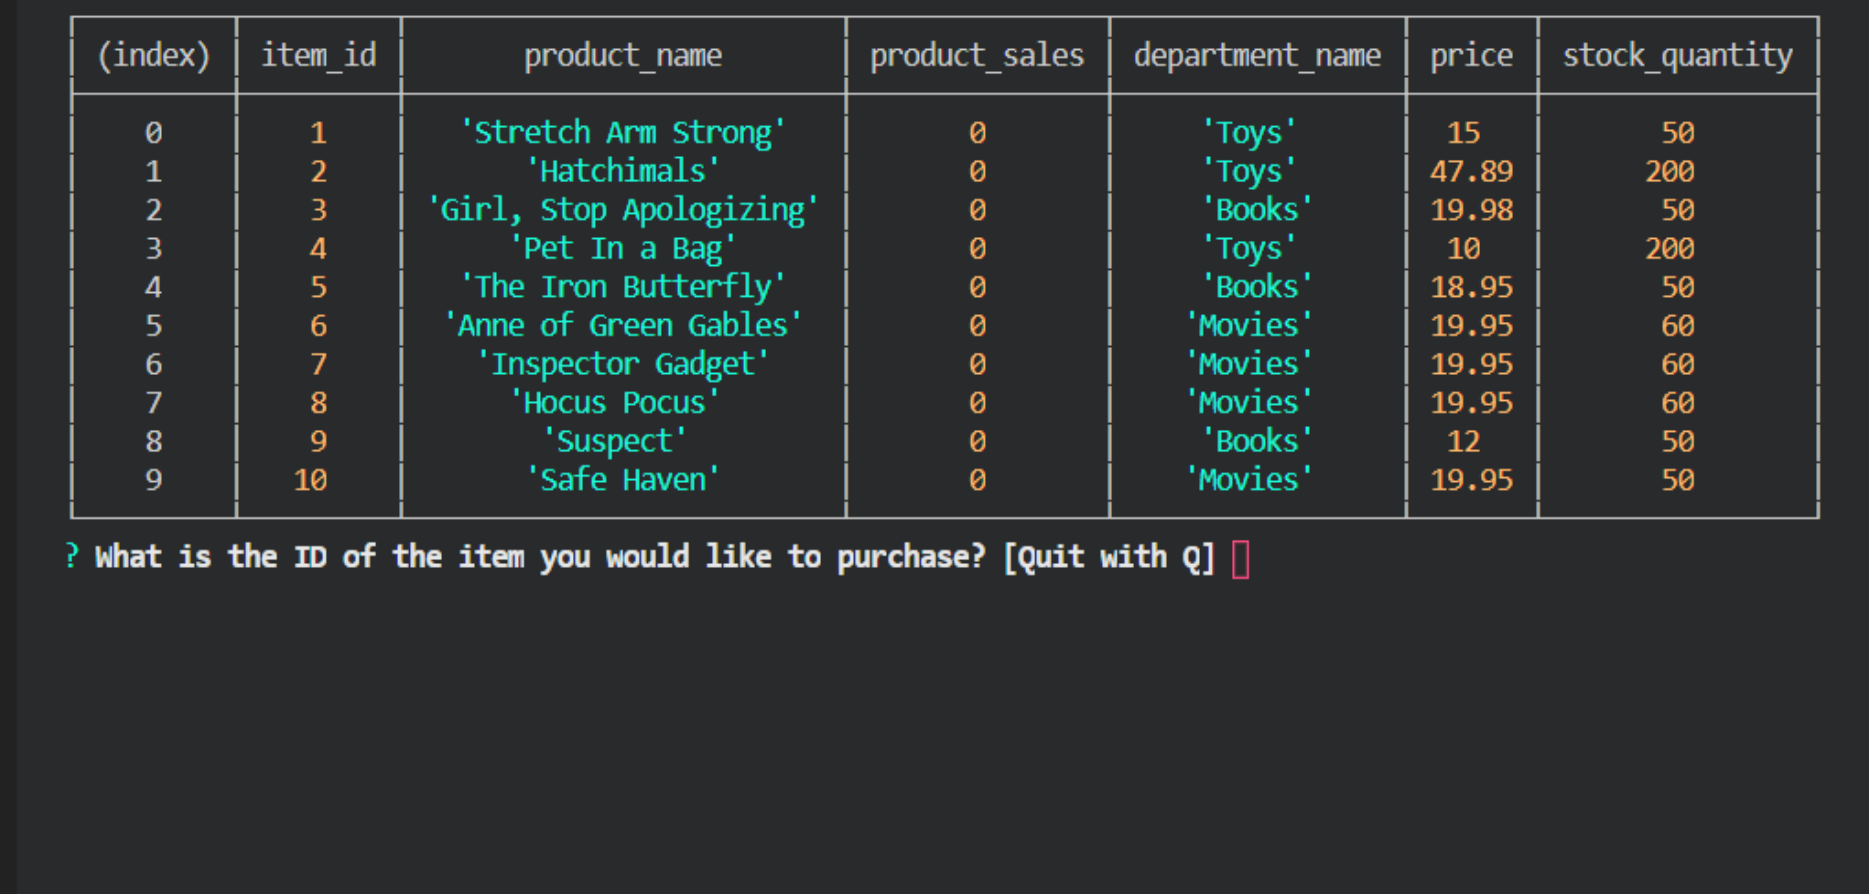 (index) item_id product_name product_sales department_name price stock_quantity
0 1 'Stretch Arm Strong' 0 'Toys' 15 50
1 2 'Hatchimals' 0 'Toys' 47.89 200
2 3 'Girl, Stop Apologizing' 0 'Books' 19.98 50
3 4 'Pet In a Bag' 0 'Toys' 10 200
4 5 'The Iron Butterfly' 0 'Books' 18.95 50
5 6 'Anne of Green Gables' 0 'Movies' 19.95 60
6 7 'Inspector Gadget' 0 'Movies' 19.95 60
7 8 'Hocus Pocus' 0 'Movies' 19.95 60
8 9 'Suspect' 0 'Books' 12 50
9 10 'Safe Haven' 0 'Movies' 19.95 50
? What is the ID of the item you would like to purchase? [Quit with Q]